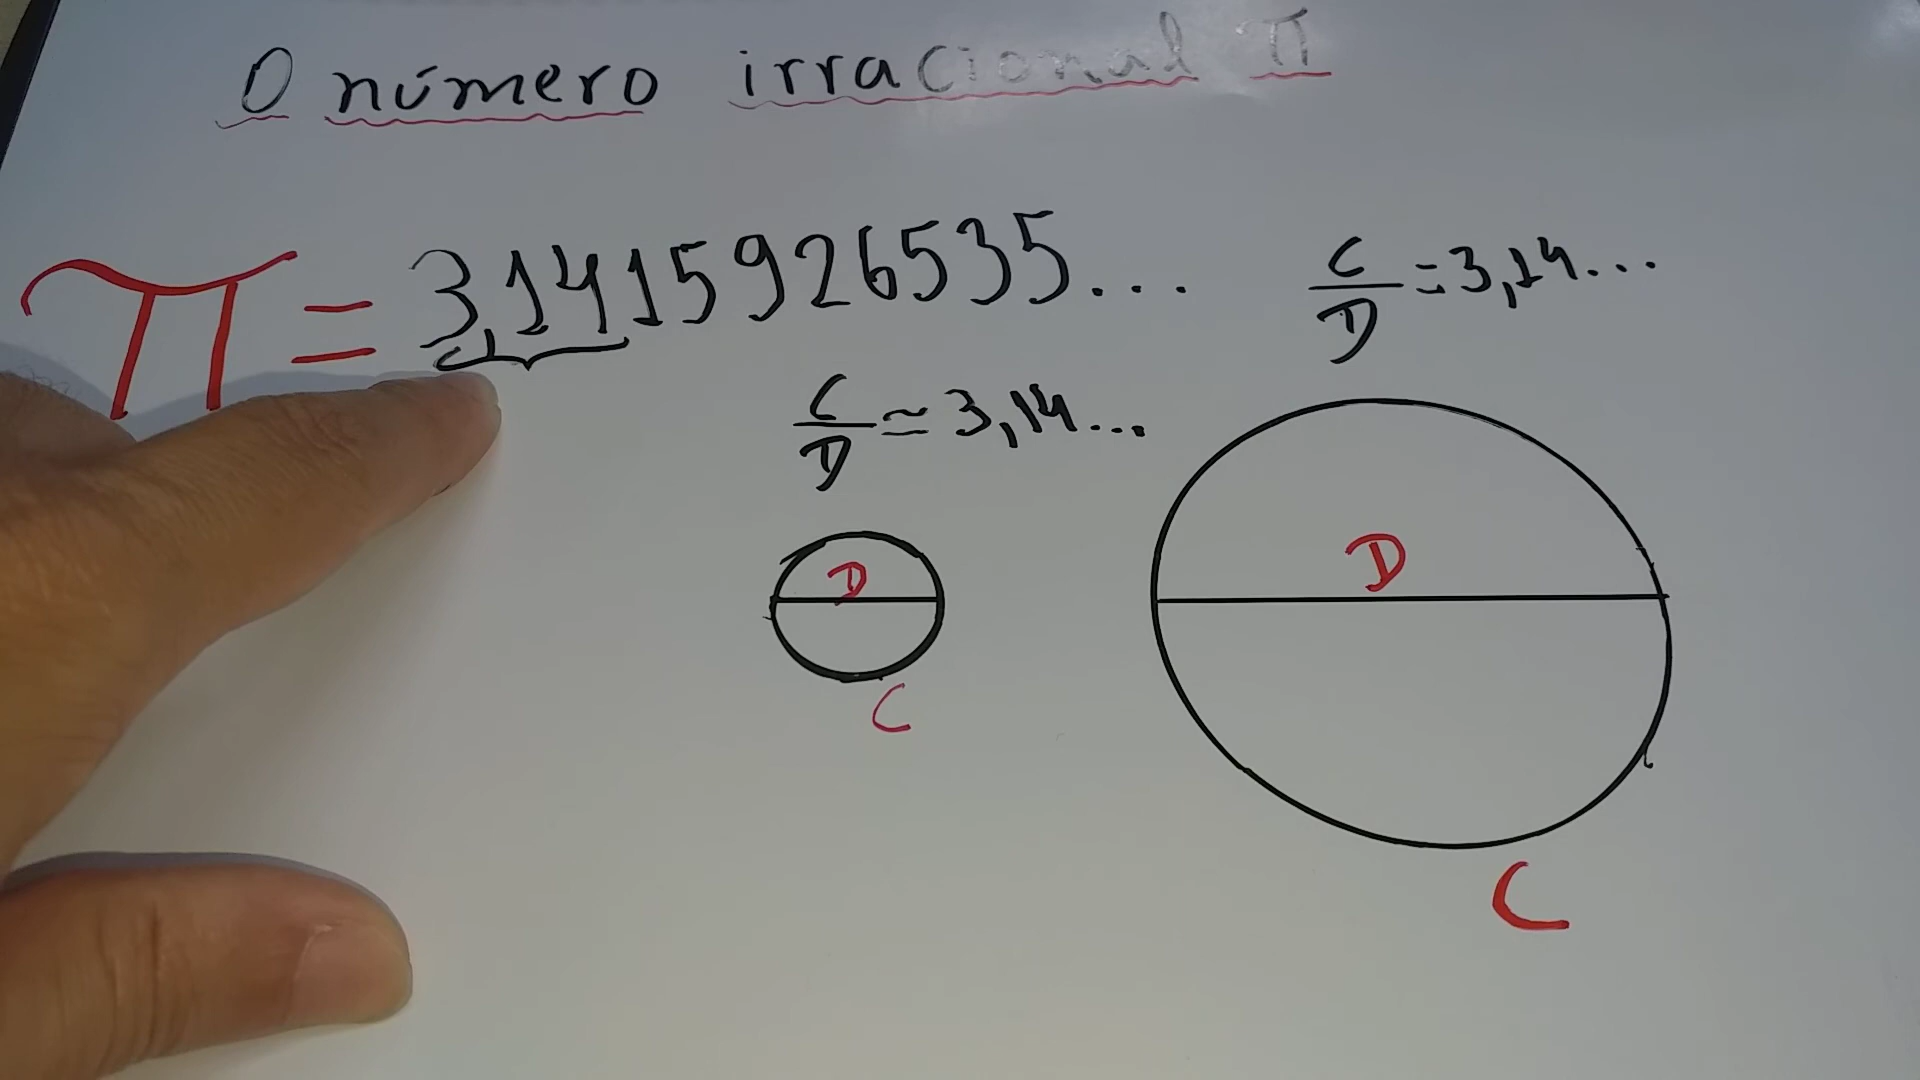 O número irracional π
π = 3,1415926535...
C/D = 3,14...
C/D ≃ 3,14...
D
D
C
C